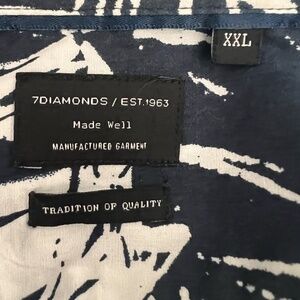 XXL
7DIAMONDS / EST.1963
Made Well
MANUFACTURED GARMENT
TRADITION OF QUALITY